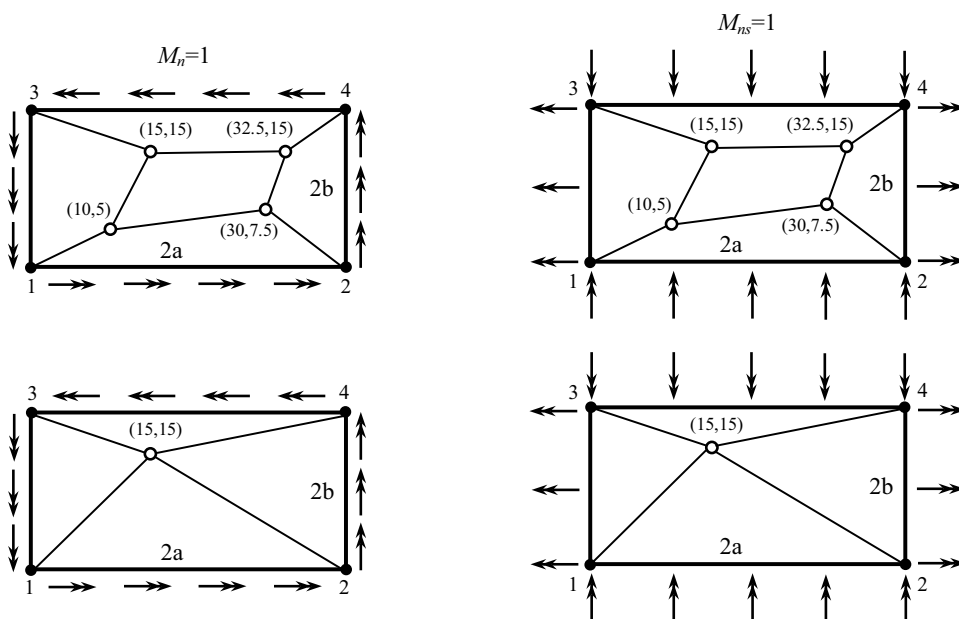 Mn=1
3
4
(15,15)
(32.5,15)
(10,5)
(30,7.5)
2b
2a
1
2
Mns=1
3
4
(15,15)
(32.5,15)
(10,5)
(30,7.5)
2b
2a
1
2
3
4
(15,15)
2b
2a
1
2
3
4
(15,15)
2b
2a
1
2